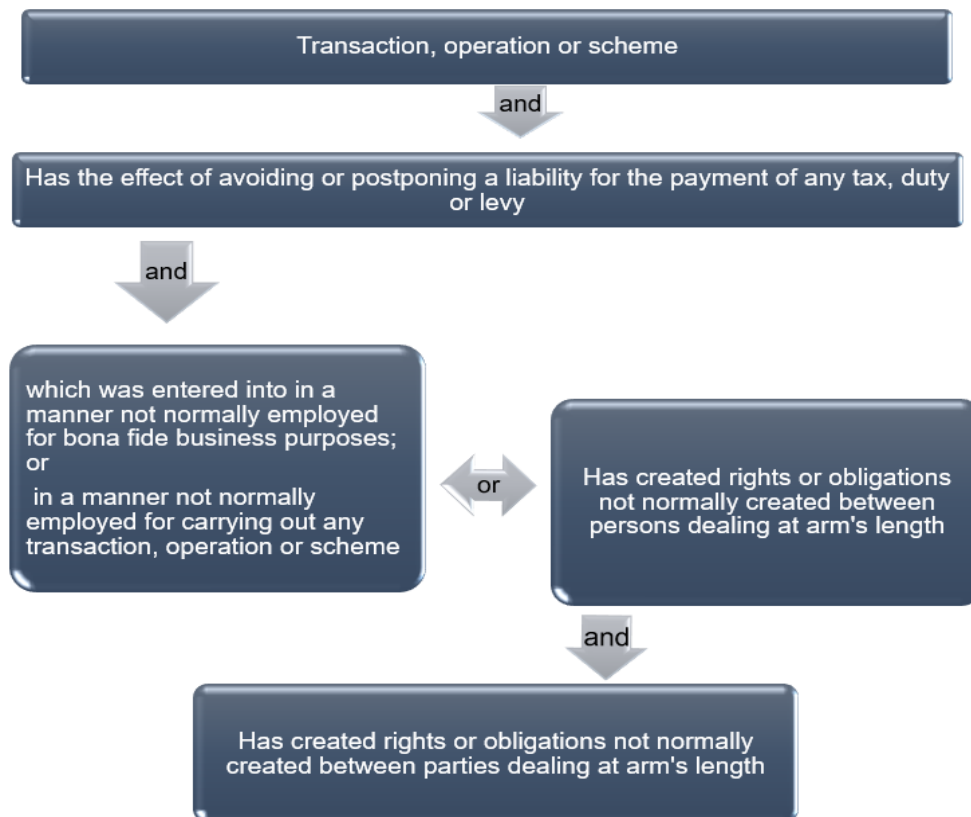 Transaction, operation or scheme
and
Has the effect of avoiding or postponing a liability for the payment of any tax, duty
or levy
and
which was entered into in a
manner not normally employed
for bona fide business purposes;
or
in a manner not normally
employed for carrying out any
transaction, operation or scheme
or
Has created rights or obligations
not normally created between
persons dealing at arm's length
and
Has created rights or obligations not normally
created between parties dealing at arm's length